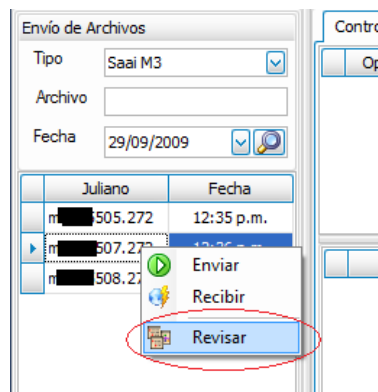 Envío de Archivos
Tipo Saai M3
Archivo
Fecha 29/09/2009
Juliano Fecha
505.272 12:35 p.m.
507.272
508.27
Enviar
Recibir
Revisar